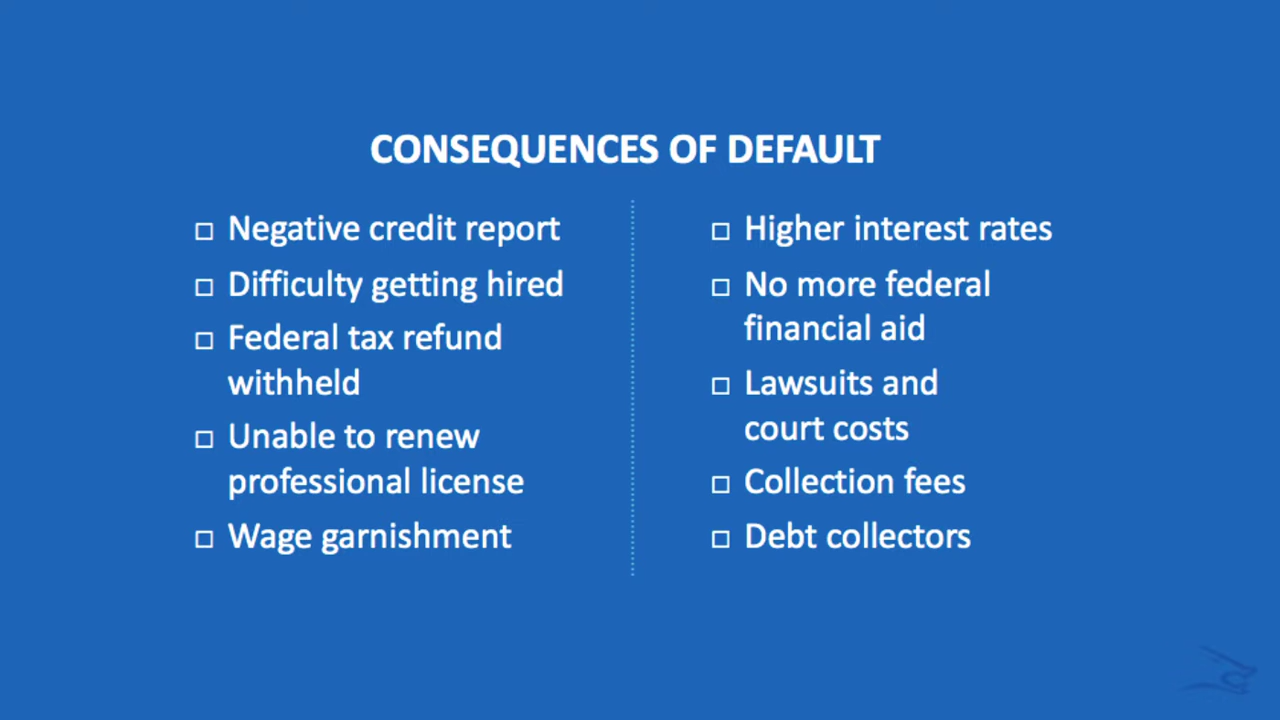 CONSEQUENCES OF DEFAULT
Negative credit report
Difficulty getting hired
Federal tax refund
withheld
Unable to renew
professional license
Wage garnishment
Higher interest rates
No more federal
financial aid
Lawsuits and
court costs
Collection fees
Debt collectors